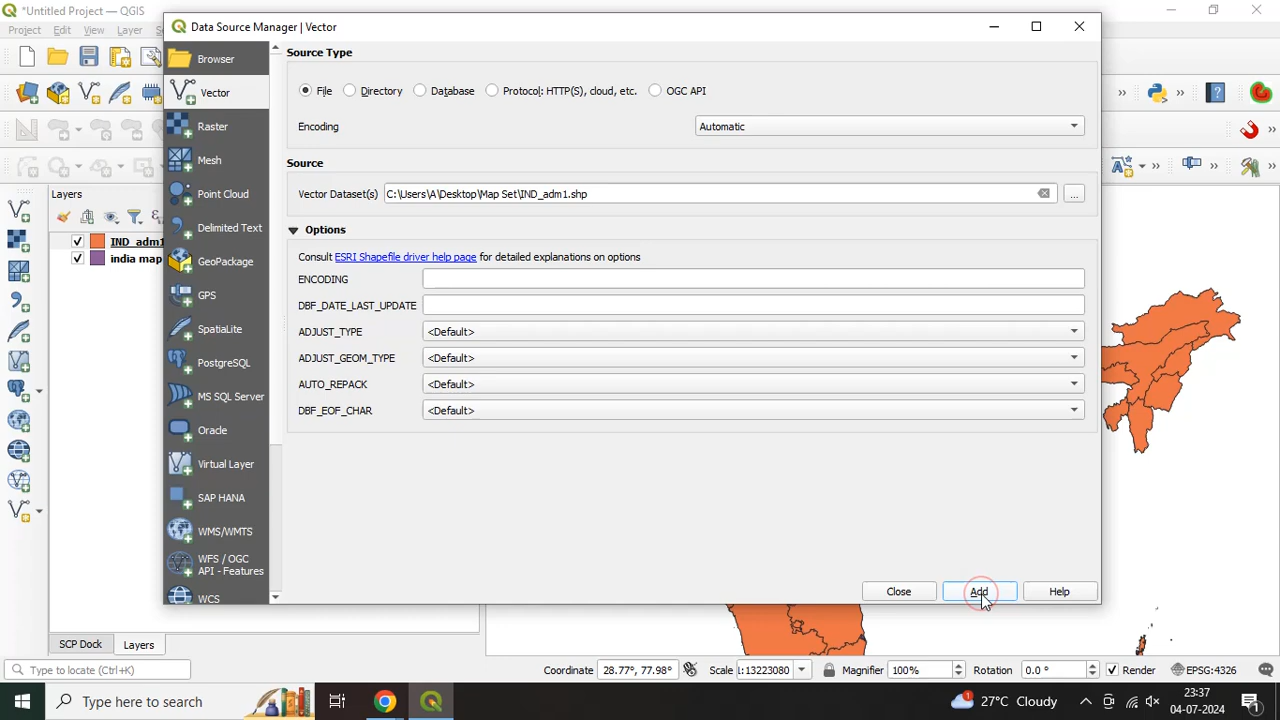 *Untitled Project — QGIS
Project Edit View Layer
Data Source Manager | Vector
Browser
Vector
Raster
Mesh
Point Cloud
Delimited Text
GeoPackage
GPS
SpatiaLite
PostgreSQL
MS SQL Server
Oracle
Virtual Layer
SAP HANA
WMS/WMTS
WFS / OGC
API - Features
WCS
Source Type
File Directory Database Protocol: HTTP(S), cloud, etc. OGC API
Encoding Automatic
Source
Vector Dataset(s) C:\Users\A\Desktop\Map Set\IND_adm1.shp ...
Options
Consult ESRI Shapefile driver help page for detailed explanations on options
ENCODING
DBF_DATE_LAST_UPDATE
ADJUST_TYPE <Default>
ADJUST_GEOM_TYPE <Default>
AUTO_REPACK <Default>
DBF_EOF_CHAR <Default>
Close Add Help
Layers
IND_adm1
india map
SCP Dock Layers
Type to locate (Ctrl+K)
Coordinate 28.77°, 77.98° Scale 1:13223080 Magnifier 100% Rotation 0.0 ° Render EPSG:4326
Type here to search
27°C Cloudy
23:37
04-07-2024
1